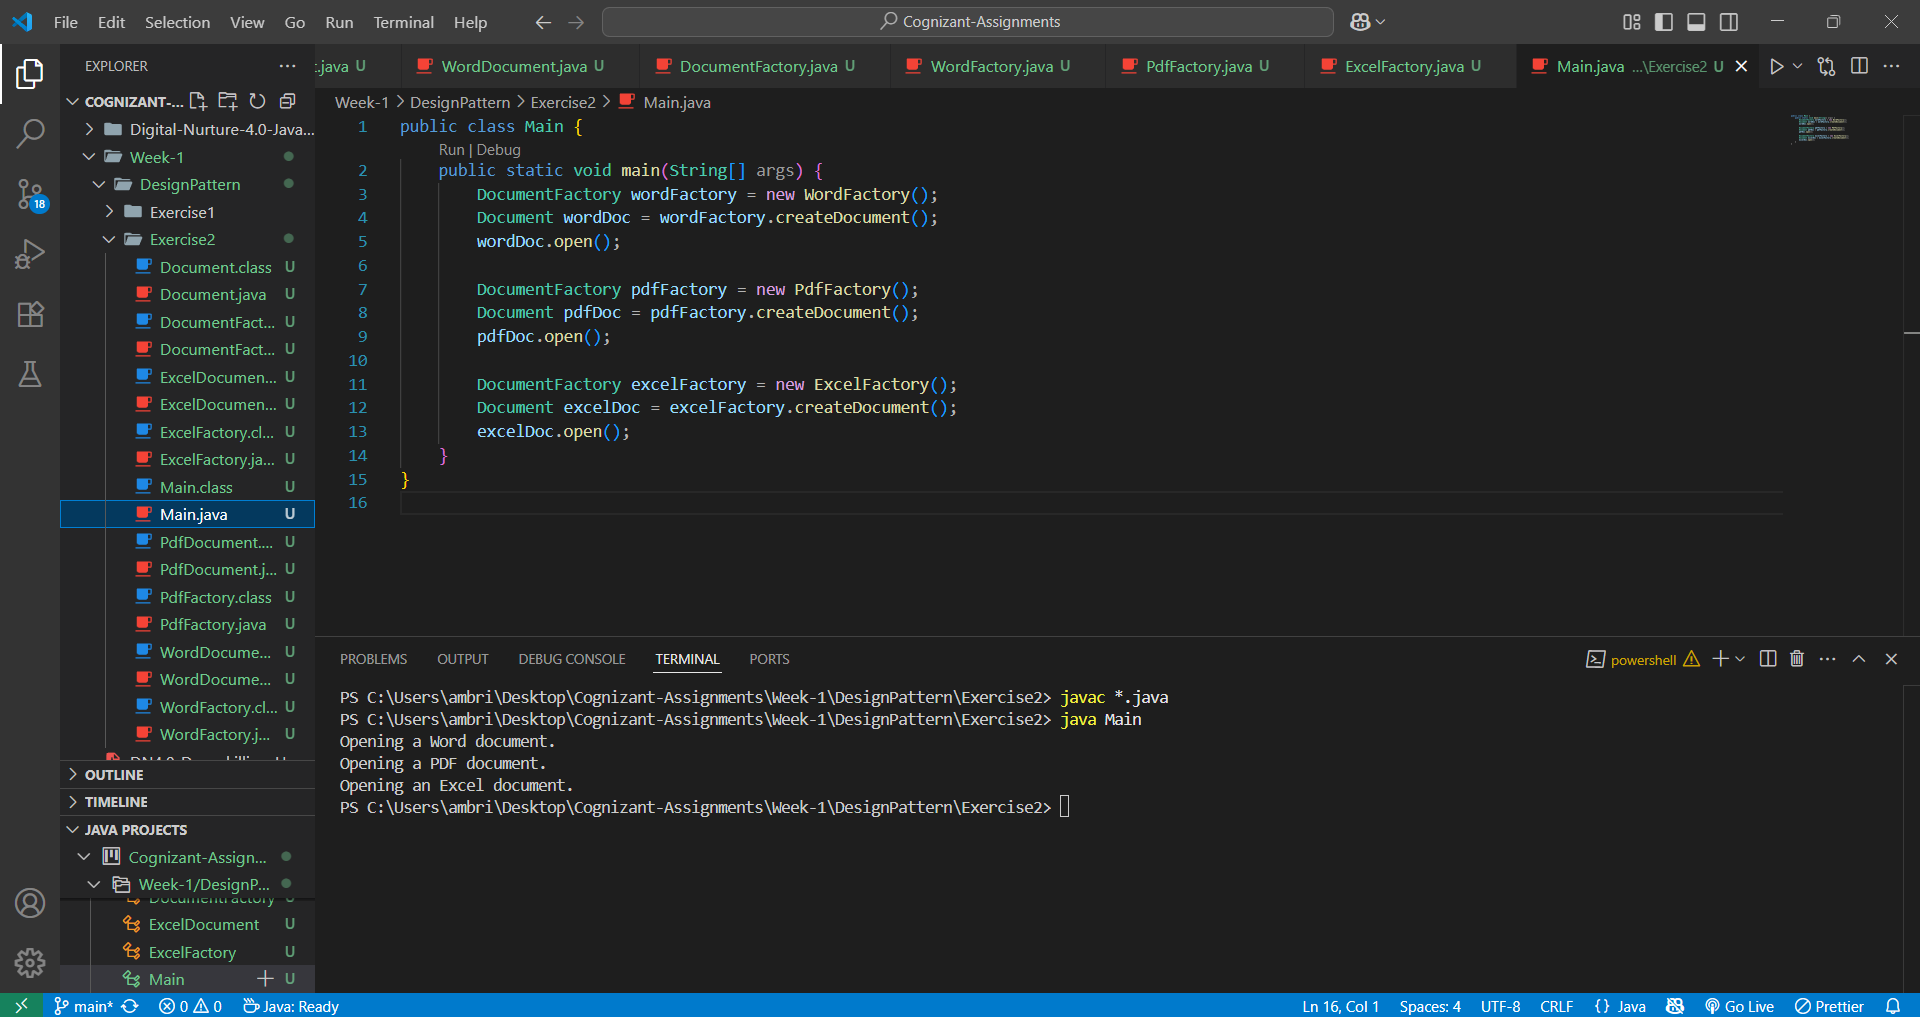 File Edit Selection View Go Run Terminal Help
Cognizant-Assignments
EXPLORER
COGNIZANT-...
Digital-Nurture-4.0-Java...
Week-1
DesignPattern
Exercise1
Exercise2
Document.class U
Document.java U
DocumentFact... U
DocumentFact... U
ExcelDocumen... U
ExcelDocumen... U
ExcelFactory.cl... U
ExcelFactory.ja... U
Main.class U
Main.java U
PdfDocument.... U
PdfDocument.j... U
PdfFactory.class U
PdfFactory.java U
WordDocume... U
WordDocume... U
WordFactory.cl... U
WordFactory.j... U
OUTLINE
TIMELINE
JAVA PROJECTS
Cognizant-Assign...
Week-1/DesignP...
DocumentFactory U
ExcelDocument U
ExcelFactory U
Main U
18
t.java U WordDocument.java U DocumentFactory.java U WordFactory.java U PdfFactory.java U ExcelFactory.java U Main.java ...\Exercise2 U
Week-1 > DesignPattern > Exercise2 > Main.java
1 public class Main {
Run | Debug
2 public static void main(String[] args) {
3 DocumentFactory wordFactory = new WordFactory();
4 Document wordDoc = wordFactory.createDocument();
5 wordDoc.open();
6
7 DocumentFactory pdfFactory = new PdfFactory();
8 Document pdfDoc = pdfFactory.createDocument();
9 pdfDoc.open();
10
11 DocumentFactory excelFactory = new ExcelFactory();
12 Document excelDoc = excelFactory.createDocument();
13 excelDoc.open();
14 }
15 }
16
PROBLEMS OUTPUT DEBUG CONSOLE TERMINAL PORTS
powershell
PS C:\Users\ambri\Desktop\Cognizant-Assignments\Week-1\DesignPattern\Exercise2> javac *.java
PS C:\Users\ambri\Desktop\Cognizant-Assignments\Week-1\DesignPattern\Exercise2> java Main
Opening a Word document.
Opening a PDF document.
Opening an Excel document.
PS C:\Users\ambri\Desktop\Cognizant-Assignments\Week-1\DesignPattern\Exercise2>
main* 0 0 Java: Ready
Ln 16, Col 1 Spaces: 4 UTF-8 CRLF {} Java Go Live Prettier